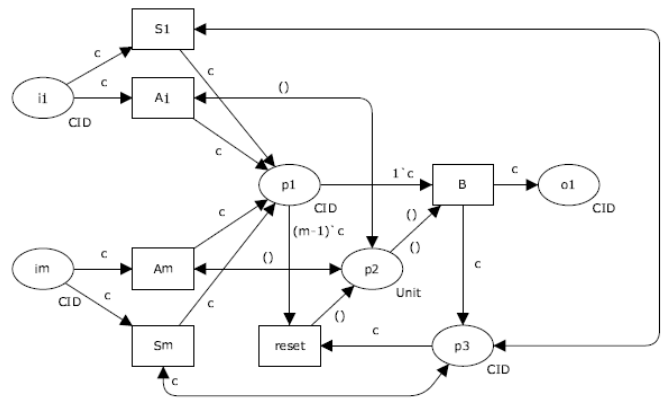 S1
c
c
i1
c
A1
()
CID
c
p1
1`c
B
c
o1
CID
()
CID
c
(m-1)`c
()
im
c
Am
()
p2
c
CID
c
Unit
c
()
Sm
reset
c
p3
CID
c